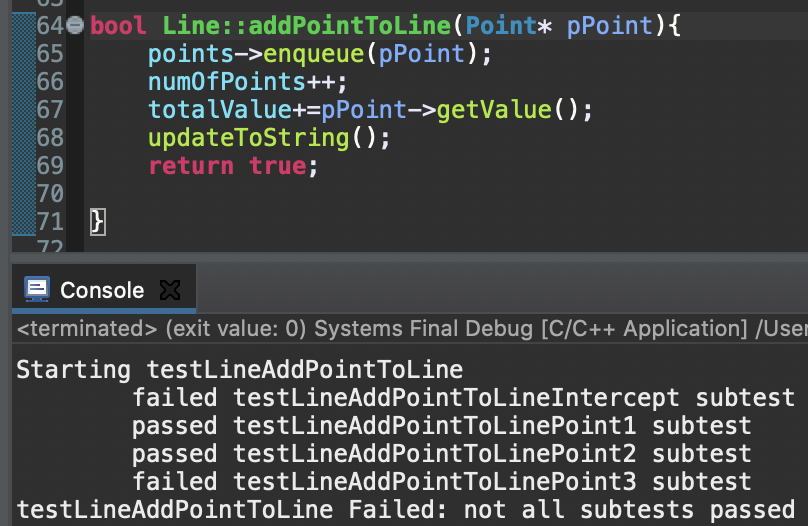 63
64 bool Line::addPointToLine(Point* pPoint){
65     points->enqueue(pPoint);
66     numOfPoints++;
67     totalValue+=pPoint->getValue();
68     updateToString();
69     return true;
70
71 }
72
Console
<terminated> (exit value: 0) Systems Final Debug [C/C++ Application] /User
Starting testLineAddPointToLine
        failed testLineAddPointToLineIntercept subtest
        passed testLineAddPointToLinePoint1 subtest
        passed testLineAddPointToLinePoint2 subtest
        failed testLineAddPointToLinePoint3 subtest
testLineAddPointToLine Failed: not all subtests passed